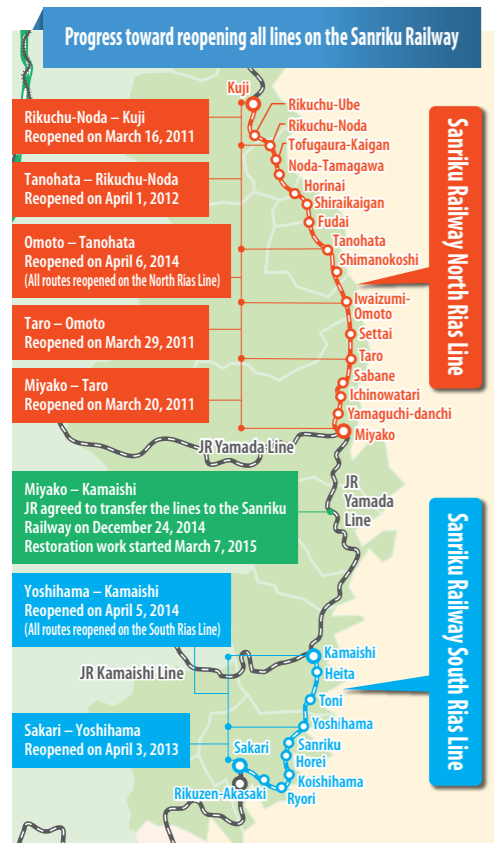 Progress toward reopening all lines on the Sanriku Railway
Kuji
Rikuchu-Ube
Rikuchu-Noda
Tofugaura-Kaigan
Noda-Tamagawa
Horinai
Shiraikaigan
Fudai
Tanohata
Shimanokoshi
Iwaizumi-
Omoto
Settai
Taro
Sabane
Ichinowatari
Yamaguchi-danchi
Miyako
Sanriku Railway North Rias Line
Rikuchu-Noda – Kuji
Reopened on March 16, 2011
Tanohata – Rikuchu-Noda
Reopened on April 1, 2012
Omoto – Tanohata
Reopened on April 6, 2014
(All routes reopened on the North Rias Line)
Taro – Omoto
Reopened on March 29, 2011
Miyako – Taro
Reopened on March 20, 2011
JR Yamada Line
JR
Yamada
Line
Miyako – Kamaishi
JR agreed to transfer the lines to the Sanriku
Railway on December 24, 2014
Restoration work started March 7, 2015
Yoshihama – Kamaishi
Reopened on April 5, 2014
(All routes reopened on the South Rias Line)
JR Kamaishi Line
Sakari – Yoshihama
Reopened on April 3, 2013
Kamaishi
Heita
Toni
Yoshihama
Sanriku
Horei
Koishihama
Ryori
Sakari
Rikuzen-Akasaki
Sanriku Railway South Rias Line